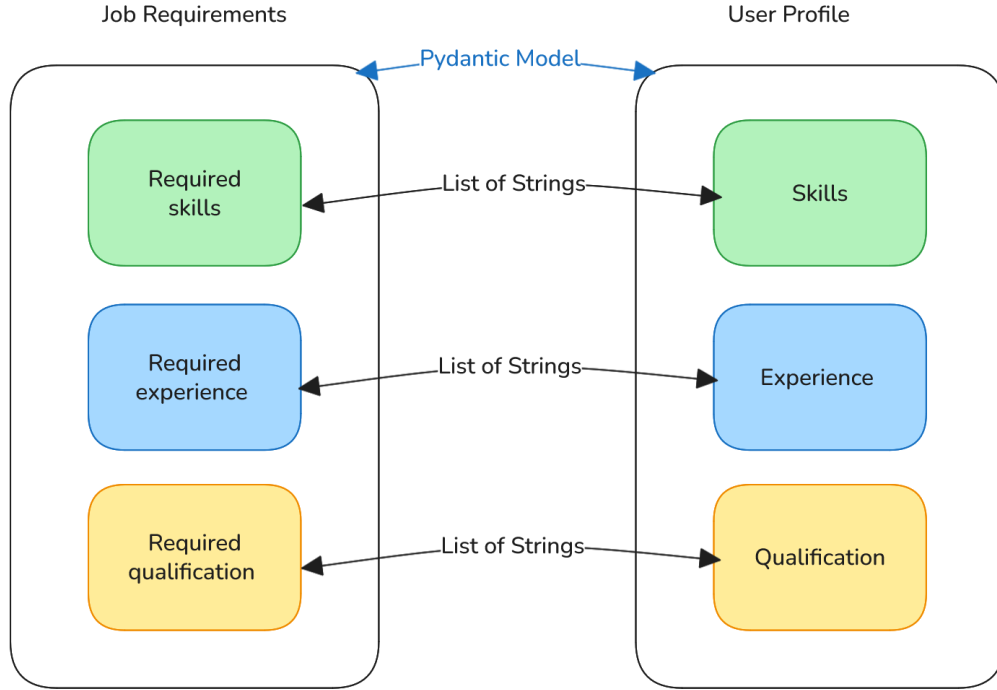 Job Requirements
User Profile
Pydantic Model
Required
skills
List of Strings
Skills
Required
experience
List of Strings
Experience
Required
qualification
List of Strings
Qualification